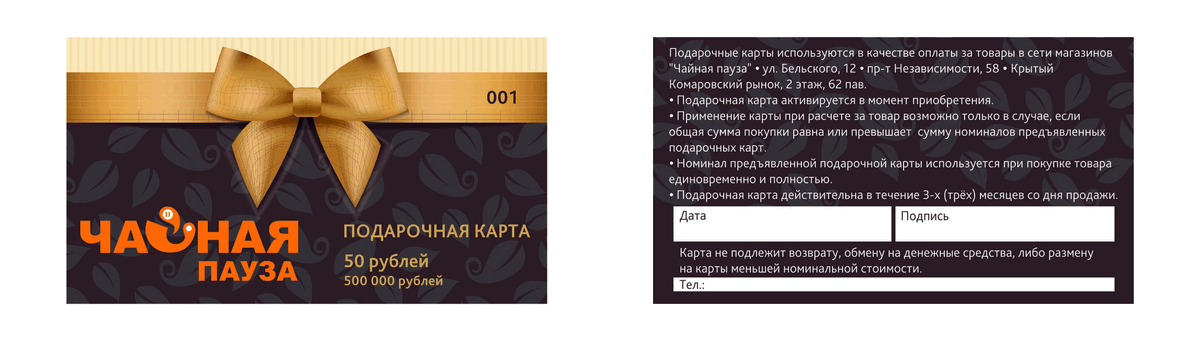 001
ЧАЙНАЯ
ПАУЗА
ПОДАРОЧНАЯ КАРТА
50 рублей
500 000 рублей
Подарочные карты используются в качестве оплаты за товары в сети магазинов
"Чайная пауза" • ул. Бельского, 12 • пр-т Независимости, 58 • Крытый
Комаровский рынок, 2 этаж, 62 пав.
• Подарочная карта активируется в момент приобретения.
• Применение карты при расчете за товар возможно только в случае, если
общая сумма покупки равна или превышает сумму номиналов предъявленных
подарочных карт.
• Номинал предъявленной подарочной карты используется при покупке товара
единовременно и полностью.
• Подарочная карта действительна в течение 3-х (трёх) месяцев со дня продажи.
Дата
Подпись
Карта не подлежит возврату, обмену на денежные средства, либо размену
на карты меньшей номинальной стоимости.
Тел.: